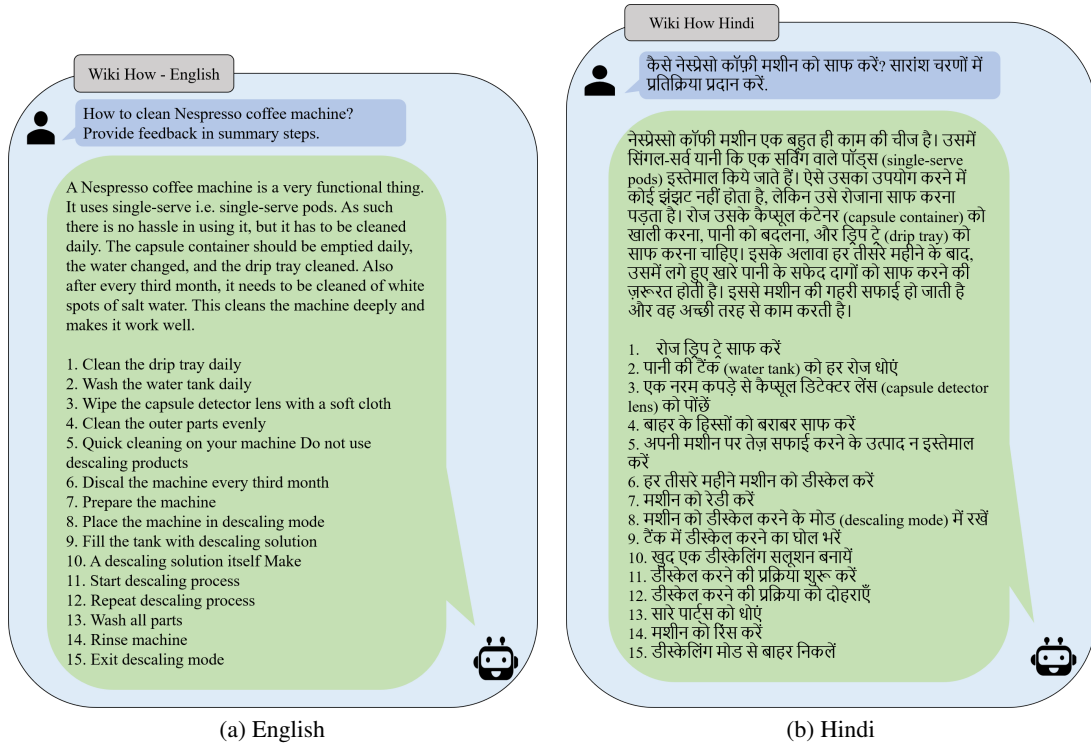 Wiki How - English
How to clean Nespresso coffee machine?
Provide feedback in summary steps.
A Nespresso coffee machine is a very functional thing.
It uses single-serve i.e. single-serve pods. As such
there is no hassle in using it, but it has to be cleaned
daily. The capsule container should be emptied daily,
the water changed, and the drip tray cleaned. Also
after every third month, it needs to be cleaned of white
spots of salt water. This cleans the machine deeply and
makes it work well.
1. Clean the drip tray daily
2. Wash the water tank daily
3. Wipe the capsule detector lens with a soft cloth
4. Clean the outer parts evenly
5. Quick cleaning on your machine Do not use
descaling products
6. Discal the machine every third month
7. Prepare the machine
8. Place the machine in descaling mode
9. Fill the tank with descaling solution
10. A descaling solution itself Make
11. Start descaling process
12. Repeat descaling process
13. Wash all parts
14. Rinse machine
15. Exit descaling mode
(a) English
Wiki How Hindi
कैसे नेस्प्रेसो कॉफ़ी मशीन को साफ करें? सारांश चरणों में
प्रतिक्रिया प्रदान करें.
नेस्प्रेस्सो कॉफी मशीन एक बहुत ही काम की चीज है। उसमें
सिंगल-सर्व यानी कि एक सर्विंग वाले पॉड्स (single-serve
pods) इस्तेमाल किये जाते हैं। ऐसे उसका उपयोग करने में
कोई झंझट नहीं होता है, लेकिन उसे रोजाना साफ करना
पड़ता है। रोज उसके कैप्सूल कंटेनर (capsule container) को
खाली करना, पानी को बदलना, और ड्रिप ट्रे (drip tray) को
साफ करना चाहिए। इसके अलावा हर तीसरे महीने के बाद,
उसमें लगे हुए खारे पानी के सफेद दागों को साफ करने की
ज़रूरत होती है। इससे मशीन की गहरी सफाई हो जाती है
और वह अच्छी तरह से काम करती है।
1. रोज ड्रिप ट्रे साफ करें
2. पानी की टैंक (water tank) को हर रोज धोएं
3. एक नरम कपड़े से कैप्सूल डिटेक्टर लेंस (capsule detector
lens) को पोंछें
4. बाहर के हिस्सों को बराबर साफ करें
5. अपनी मशीन पर तेज़ सफाई करने के उत्पाद न इस्तेमाल
करें
6. हर तीसरे महीने मशीन को डीस्केल करें
7. मशीन को रेडी करें
8. मशीन को डीस्केल करने के मोड (descaling mode) में रखें
9. टैंक में डीस्केल करने का घोल भरें
10. खुद एक डीस्केलिंग सलूशन बनायें
11. डीस्केल करने की प्रक्रिया शुरू करें
12. डीस्केल करने की प्रक्रिया को दोहराएँ
13. सारे पार्ट्स को धोएं
14. मशीन को रिंस करें
15. डीस्केलिंग मोड से बाहर निकलें
(b) Hindi